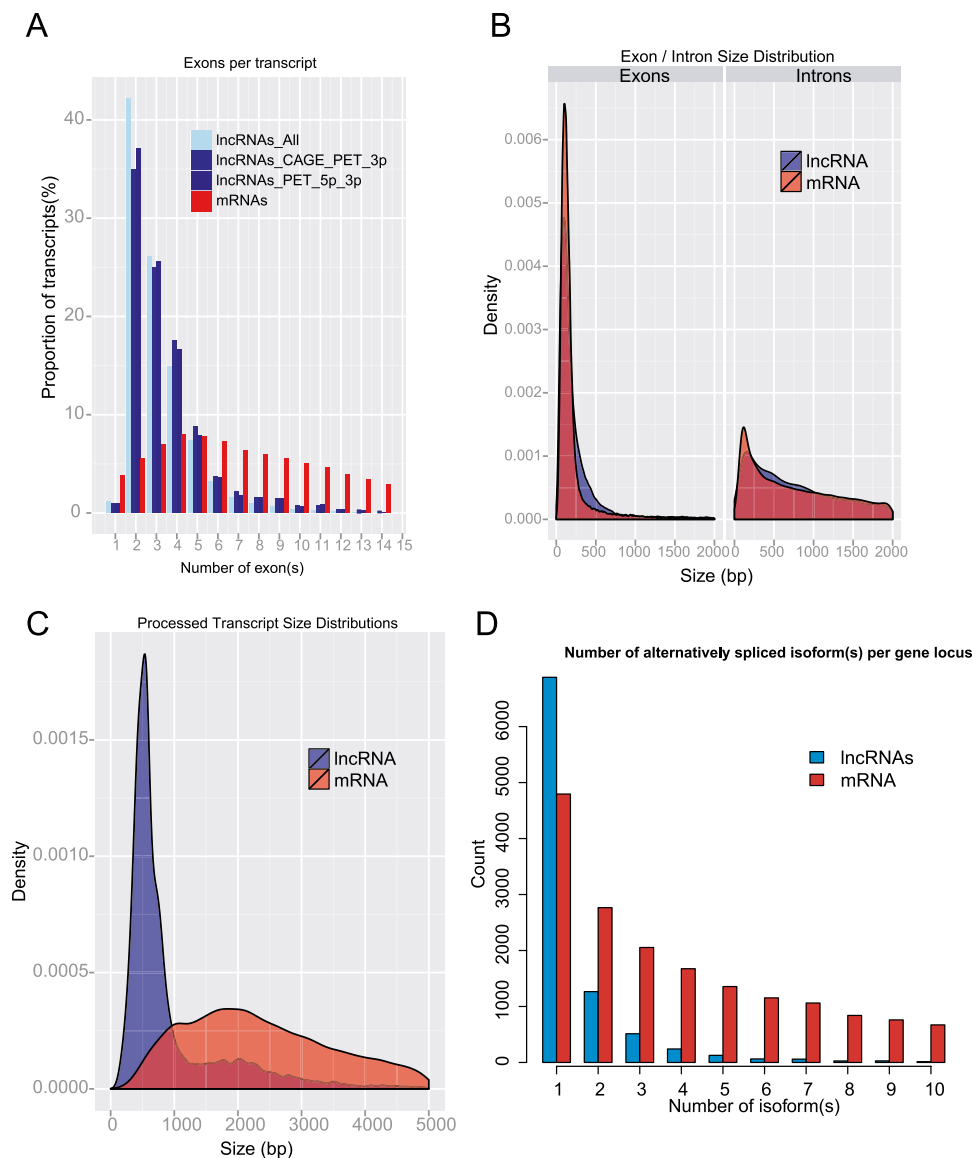 A
Exons per transcript
Proportion of transcripts(%)
40
30
20
10
0
lncRNAs_All
lncRNAs_CAGE_PET_3p
lncRNAs_PET_5p_3p
mRNAs
1 2 3 4 5 6 7 8 9 10 11 12 13 14 15
Number of exon(s)
B
Exon / Intron Size Distribution
Exons Introns
Density
0.006
0.005
0.004
0.003
0.002
0.001
0.000
lncRNA
mRNA
0 500 1000 1500 2000 0 500 1000 1500 2000
Size (bp)
C
Processed Transcript Size Distributions
Density
0.0015
0.0010
0.0005
0.0000
lncRNA
mRNA
0 1000 2000 3000 4000 5000
Size (bp)
D
Number of alternatively spliced isoform(s) per gene locus
Count
6000
5000
4000
3000
2000
1000
0
lncRNAs
mRNA
1 2 3 4 5 6 7 8 9 10
Number of isoform(s)